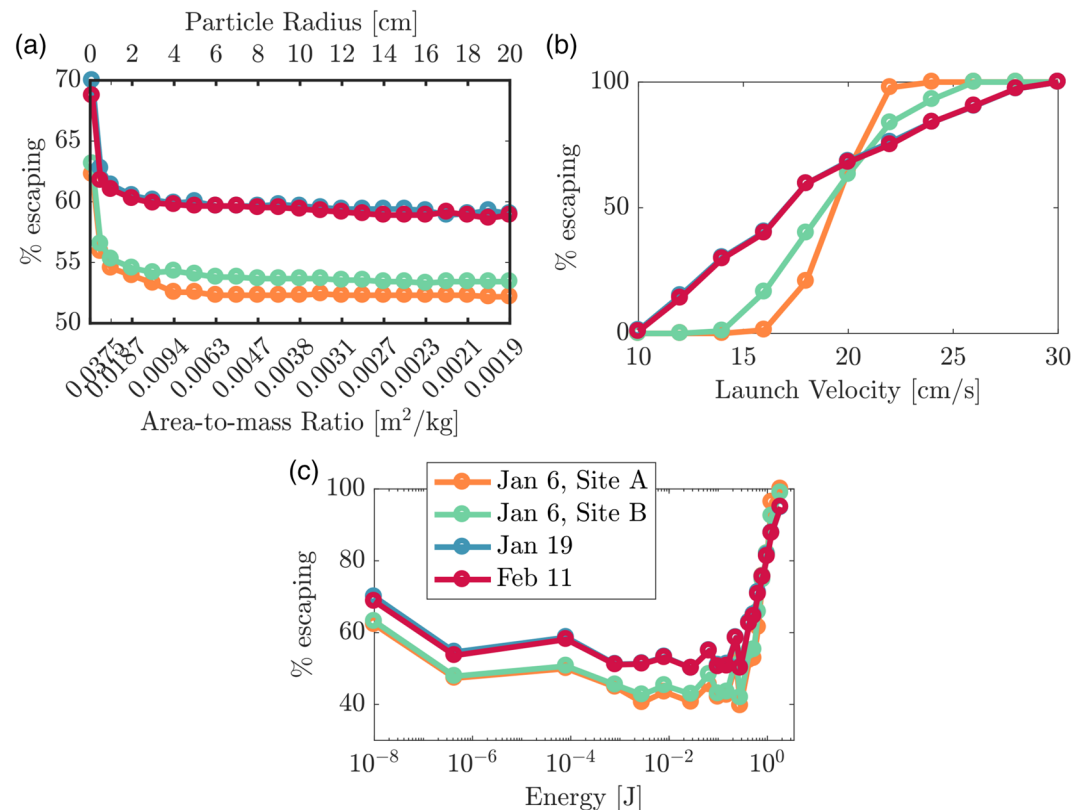 (a)
Particle Radius [cm]
0 2 4 6 8 10 12 14 16 18 20
70
65
60
55
50
% escaping
0.0375 0.0187 0.0094 0.0063 0.0047 0.0038 0.0031 0.0027 0.0023 0.0021 0.0019
Area-to-mass Ratio [m²/kg]
(b)
100
50
0
% escaping
10 15 20 25 30
Launch Velocity [cm/s]
(c)
Jan 6, Site A
Jan 6, Site B
Jan 19
Feb 11
100
80
60
40
% escaping
10⁻⁸ 10⁻⁶ 10⁻⁴ 10⁻² 10⁰
Energy [J]